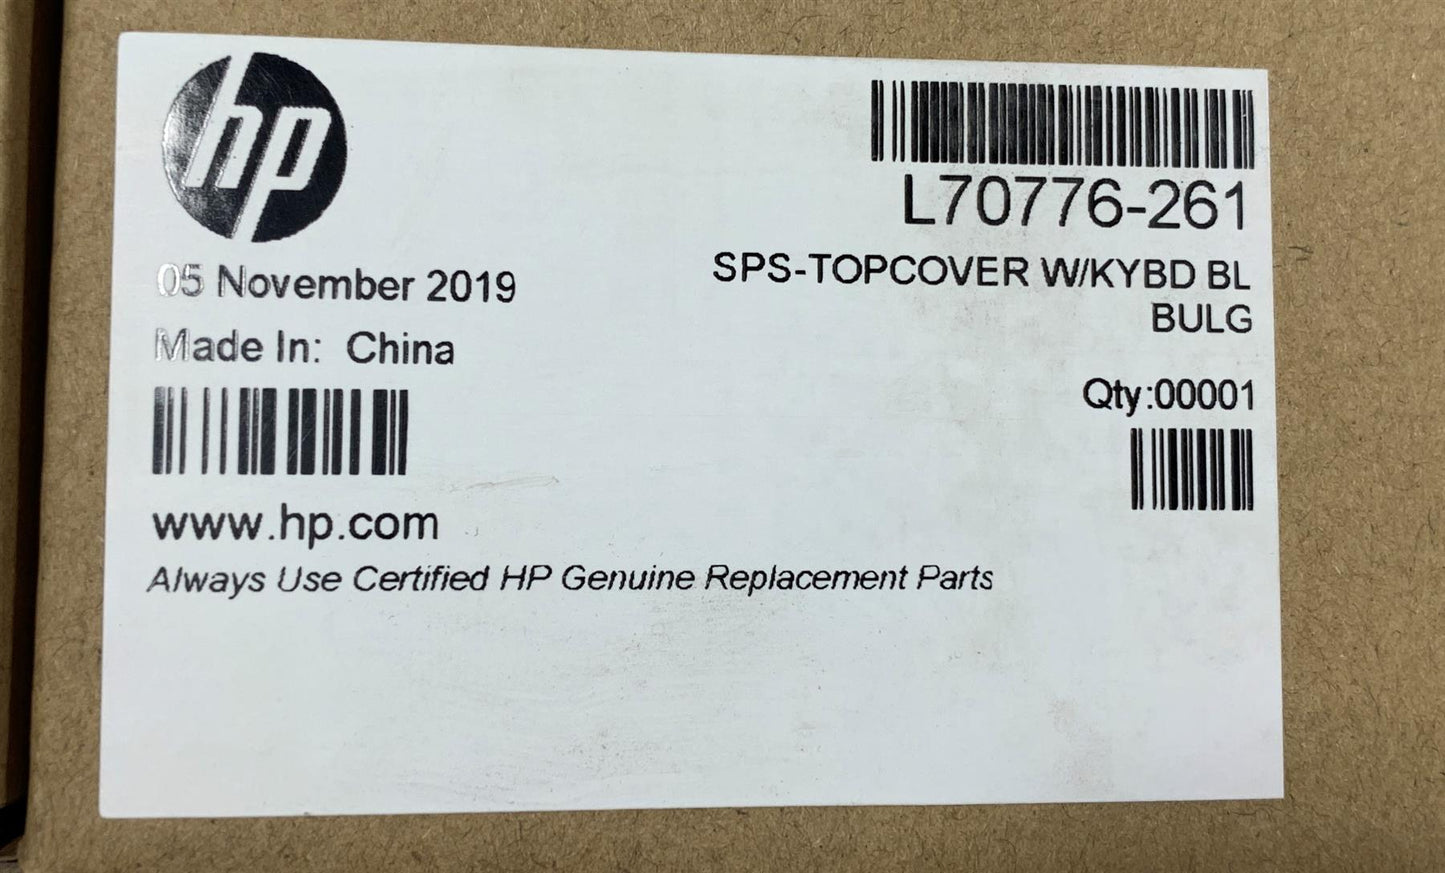 hp
L70776-261
SPS-TOPCOVER W/KYBD BL
BULG
05 November 2019
Made In: China
Qty:00001
www.hp.com
Always Use Certified HP Genuine Replacement Parts